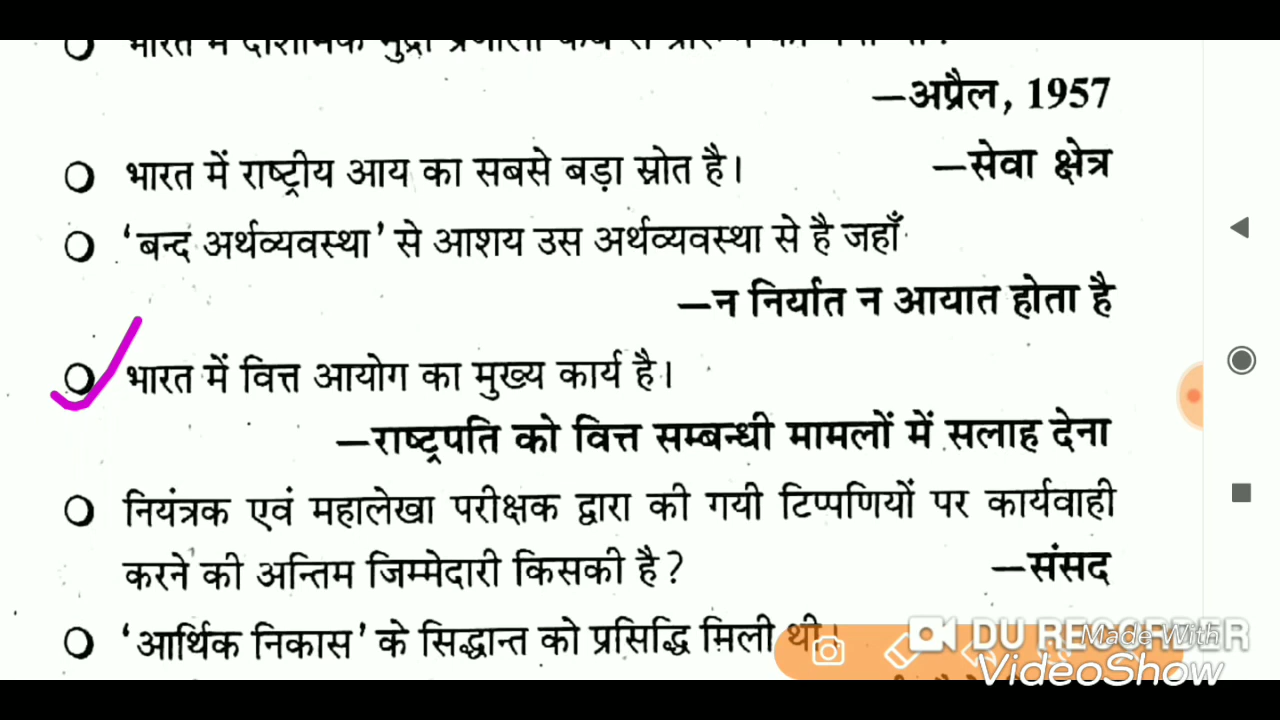 भारत में
—अप्रैल, 1957
भारत में राष्ट्रीय आय का सबसे बड़ा स्रोत है। —सेवा क्षेत्र
‘बन्द अर्थव्यवस्था’ से आशय उस अर्थव्यवस्था से है जहाँ
—न निर्यात न आयात होता है
भारत में वित्त आयोग का मुख्य कार्य है।
—राष्ट्रपति को वित्त सम्बन्धी मामलों में सलाह देना
नियंत्रक एवं महालेखा परीक्षक द्वारा की गयी टिप्पणियों पर कार्यवाही
करने की अन्तिम जिम्मेदारी किसकी है? —संसद
‘आर्थिक निकास’ के सिद्धान्त को प्रसिद्धि मिली थी।
DU RECORDER
Made With
VideoShow